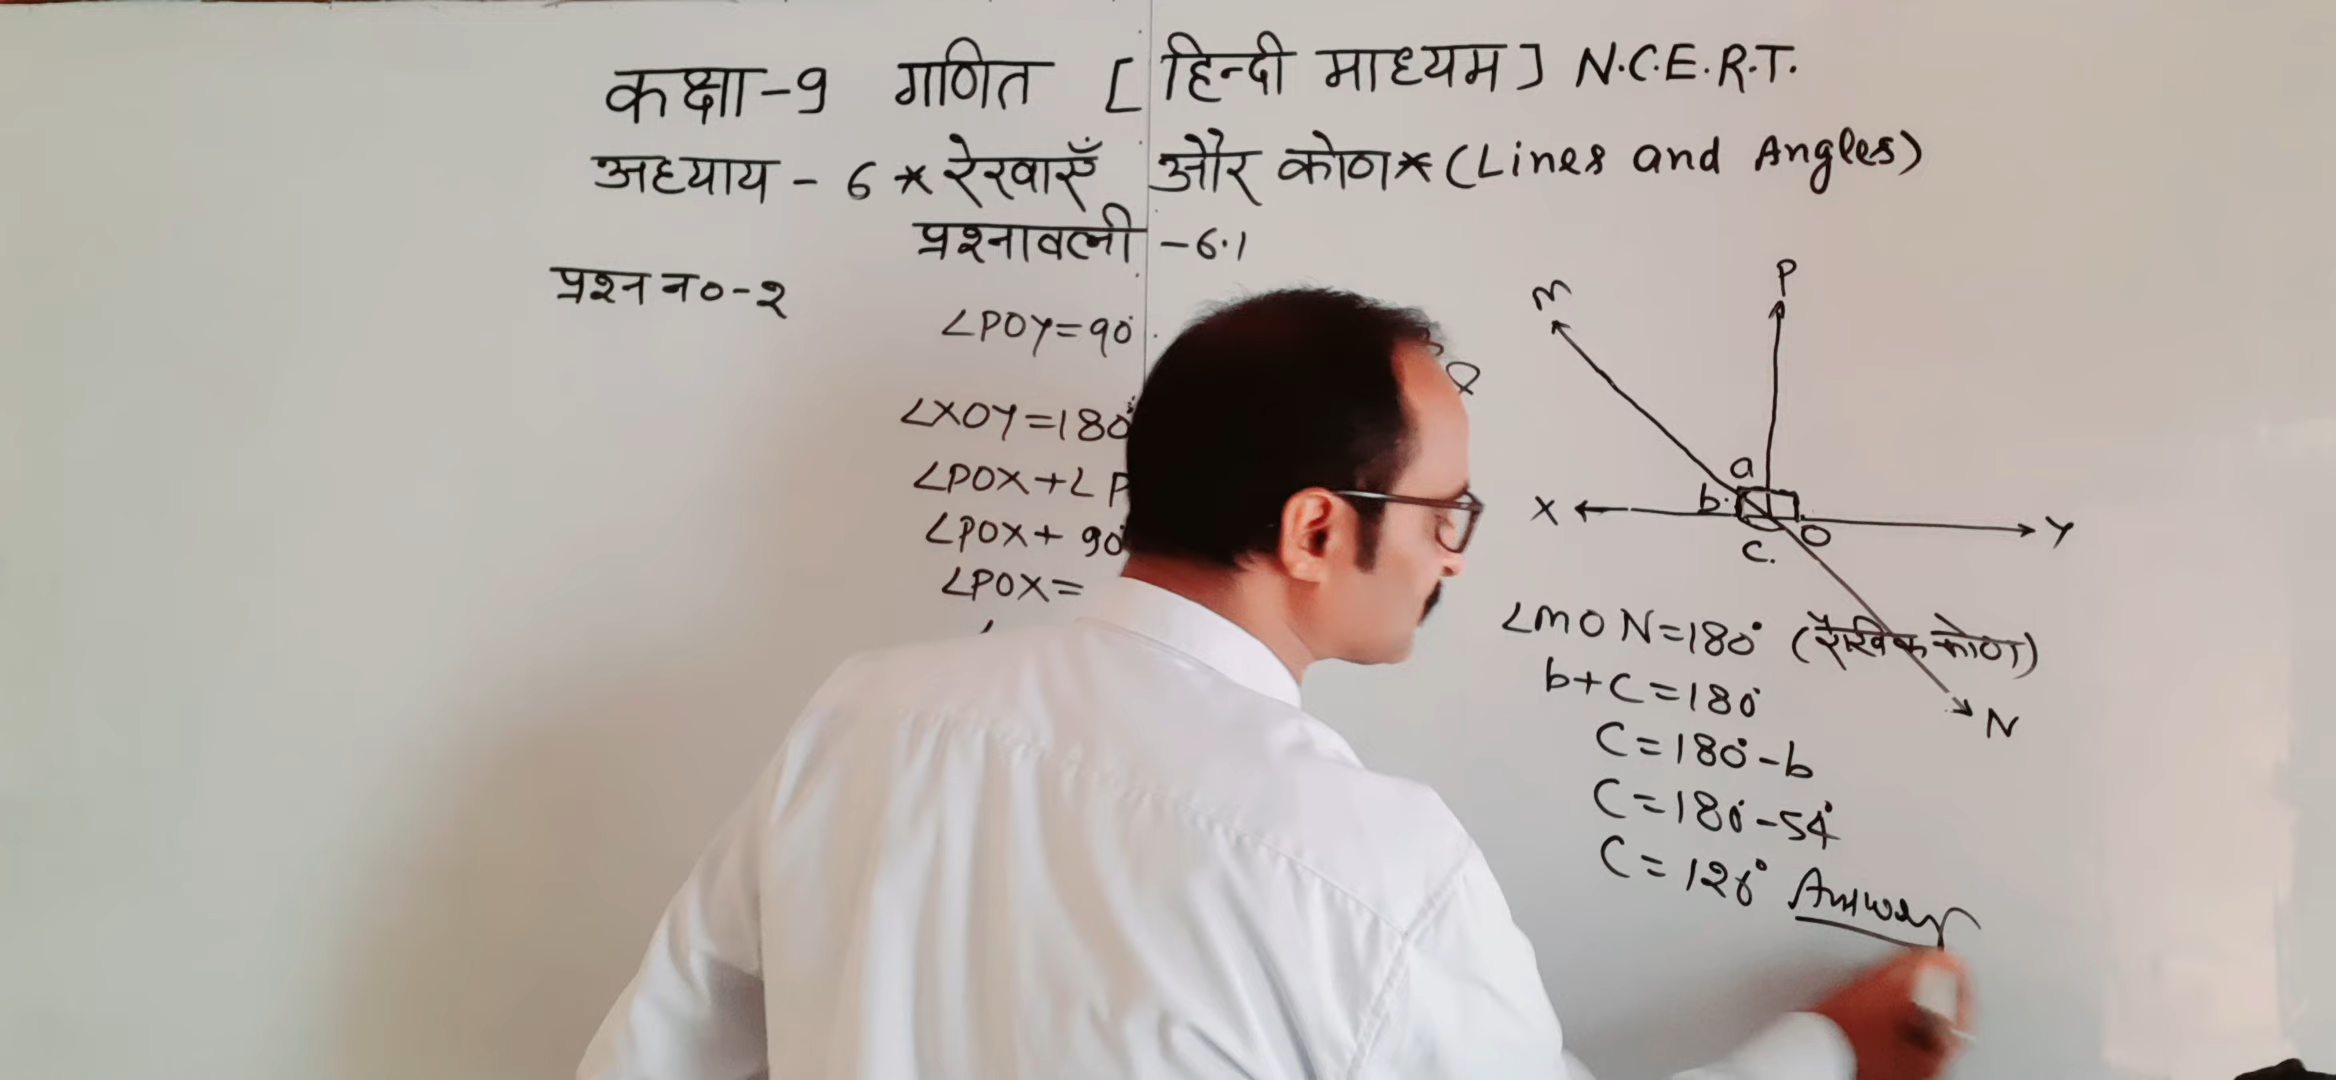 कक्षा-9 गणित [हिन्दी माध्यम] N.C.E.R.T.
अध्याय - 6 * रेखाएँ और कोण * (Lines and Angles)
प्रश्नावली - 6.1
प्रश्न न०-२
∠POY=90°
∠XOY=180°
∠POX+∠P
∠POX+ 90°
∠POX=
∠
M
P
a
b
X
O
Y
C.
N
∠MON=180° (रैखिक कोण)
b+C=180°
C=180°-b
C=180°-54°
C=126° Answer